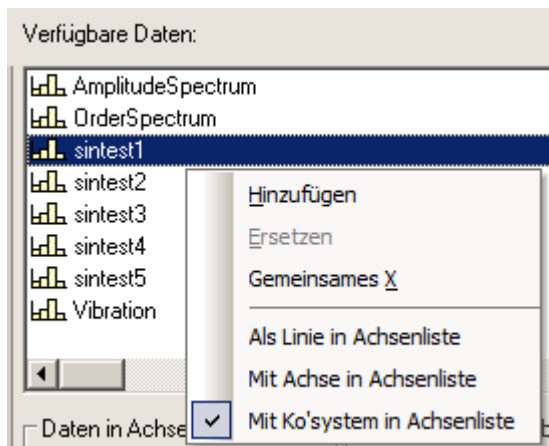 Verfügbare Daten:
AmplitudeSpectrum
OrderSpectrum
sintest1
sintest2
sintest3
sintest4
sintest5
Vibration
Hinzufügen
Ersetzen
Gemeinsames X
Als Linie in Achsenliste
Mit Achse in Achsenliste
Mit Ko'system in Achsenliste
Daten in Achse